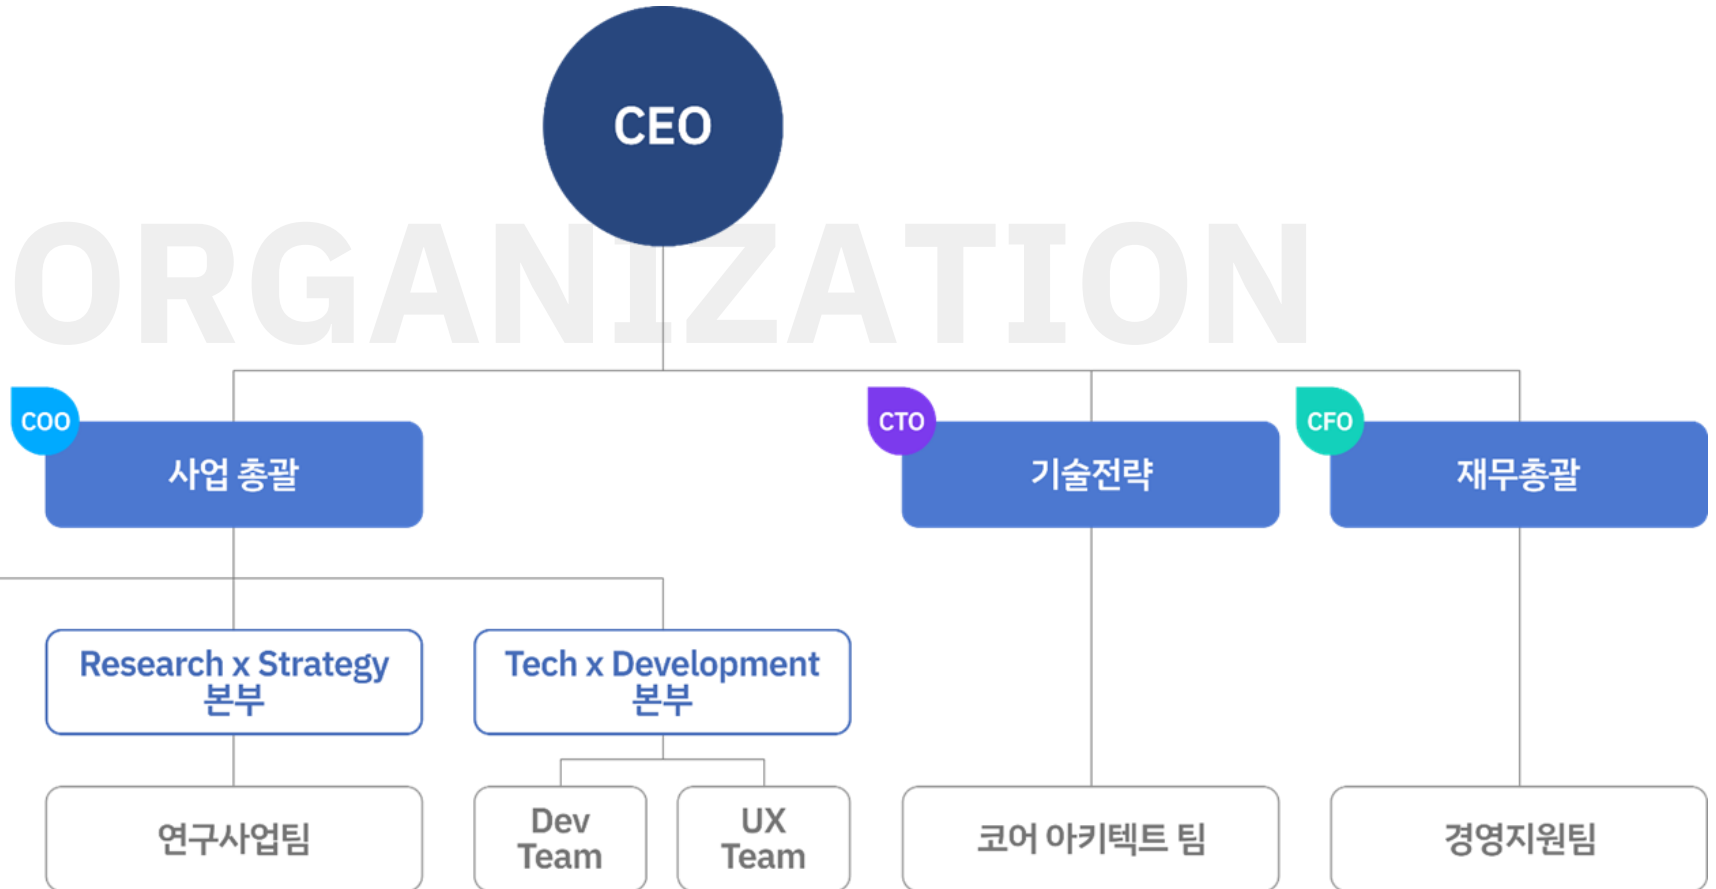 CEO
ORGANIZATION
COO
사업 총괄
CTO
기술전략
CFO
재무총괄
Research x Strategy
본부
Tech x Development
본부
연구사업팀
Dev
Team
UX
Team
코어 아키텍트 팀
경영지원팀